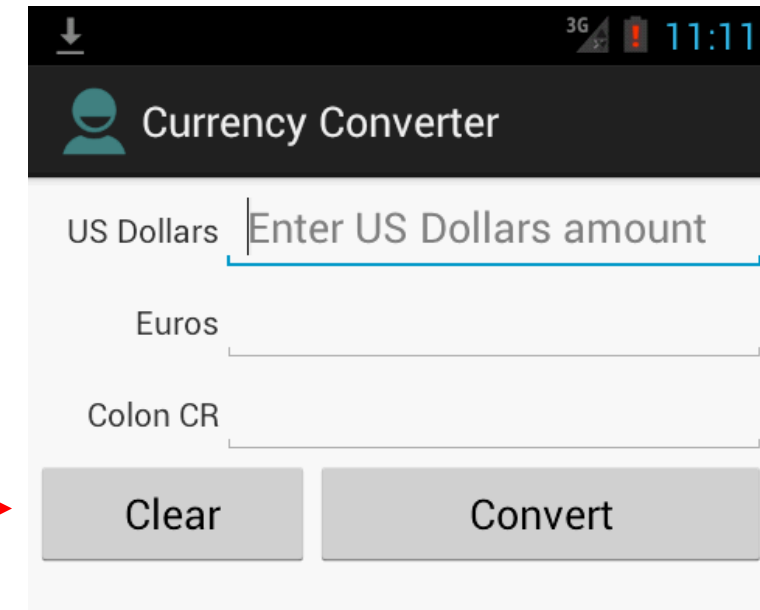 3G 11:11
Currency Converter
US Dollars Enter US Dollars amount
Euros
Colon CR
Clear Convert